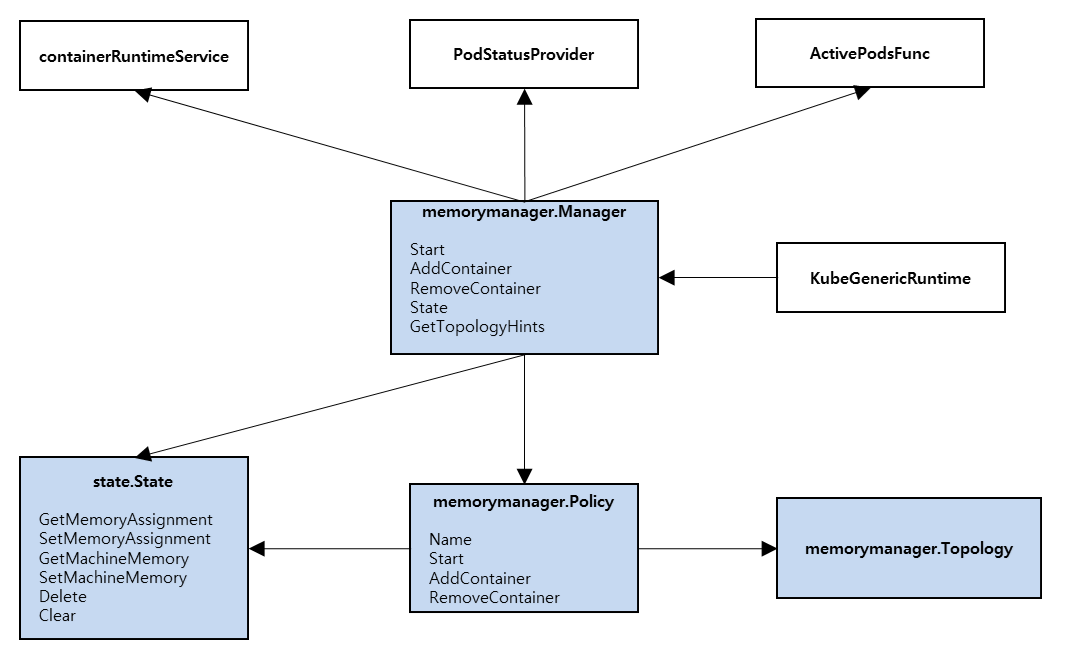 containerRuntimeService
PodStatusProvider
ActivePodsFunc
memorymanager.Manager
Start
AddContainer
RemoveContainer
State
GetTopologyHints
KubeGenericRuntime
state.State
GetMemoryAssignment
SetMemoryAssignment
GetMachineMemory
SetMachineMemory
Delete
Clear
memorymanager.Policy
Name
Start
AddContainer
RemoveContainer
memorymanager.Topology